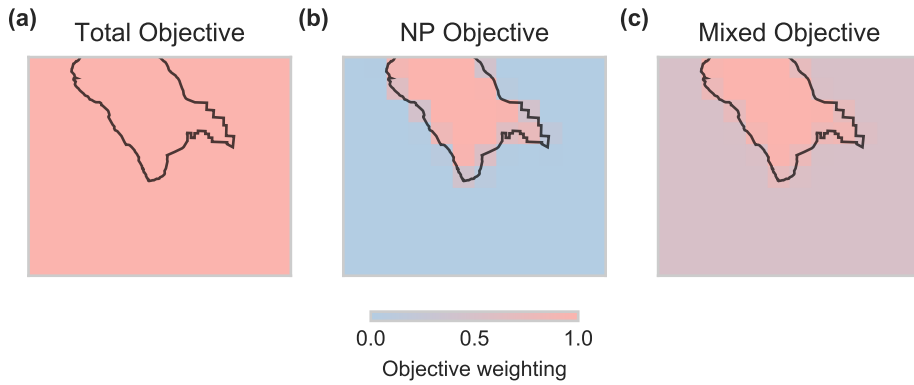 (a) Total Objective
(b) NP Objective
(c) Mixed Objective
0.0 0.5 1.0
Objective weighting